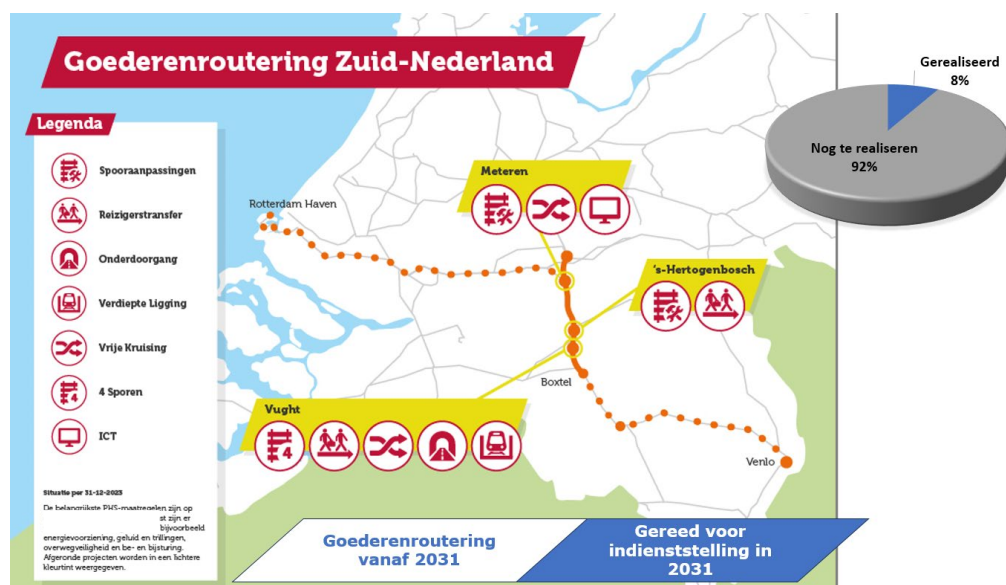 Goederenroutering Zuid-Nederland
Gerealiseerd
8%
Nog te realiseren
92%
Legenda
Spooraanpassingen
Reizigerstransfer
Onderdoorgang
Verdiepte Ligging
Vrije Kruising
4
4 Sporen
ICT
Situatie per 31-12-2023
De belangrijkste PHS-maatregelen zijn op
st zijn er
bijvoorbeeld
energievoorziening, geluid en trillingen,
overwegveiligheid en be- en bijsturing.
Afgeronde projecten worden in een lichtere
kleurtint weergegeven.
Rotterdam Haven
Meteren
's-Hertogenbosch
Boxtel
Vught
4
Venlo
Goederenroutering
vanaf 2031
Gereed voor
indienststelling in
2031